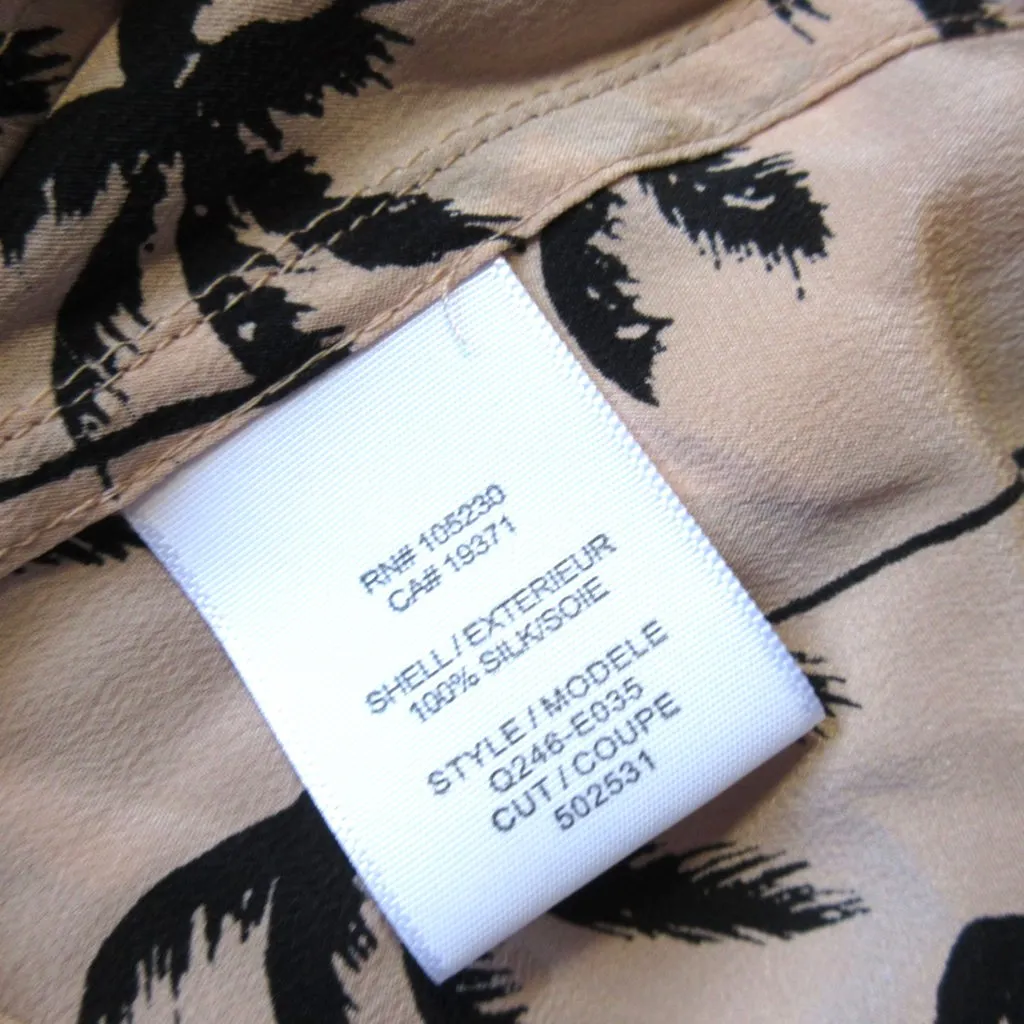 RN# 105230
CA# 19371
SHELL / EXTERIEUR
100% SILK/SOIE
STYLE / MODELE
Q246-E035
CUT / COUPE
502531